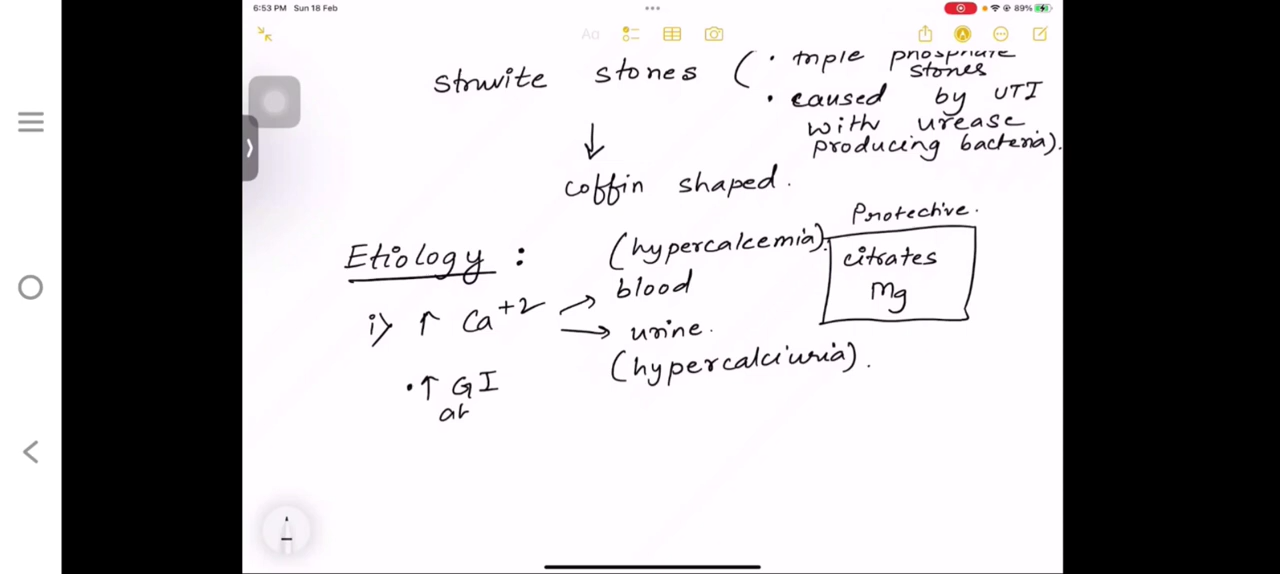 6:53 PM Sun 18 Feb
89%
Aa
struvite stones (• triple phosphate
stones
• caused by UTI
with urease
producing bacteria).
↓
coffin shaped.
Protective.
citrates
Mg
Etiology :
(hypercalcemia).
blood
i) ↑ Ca+2
urine.
(hypercalciuria).
• ↑ GI
ab